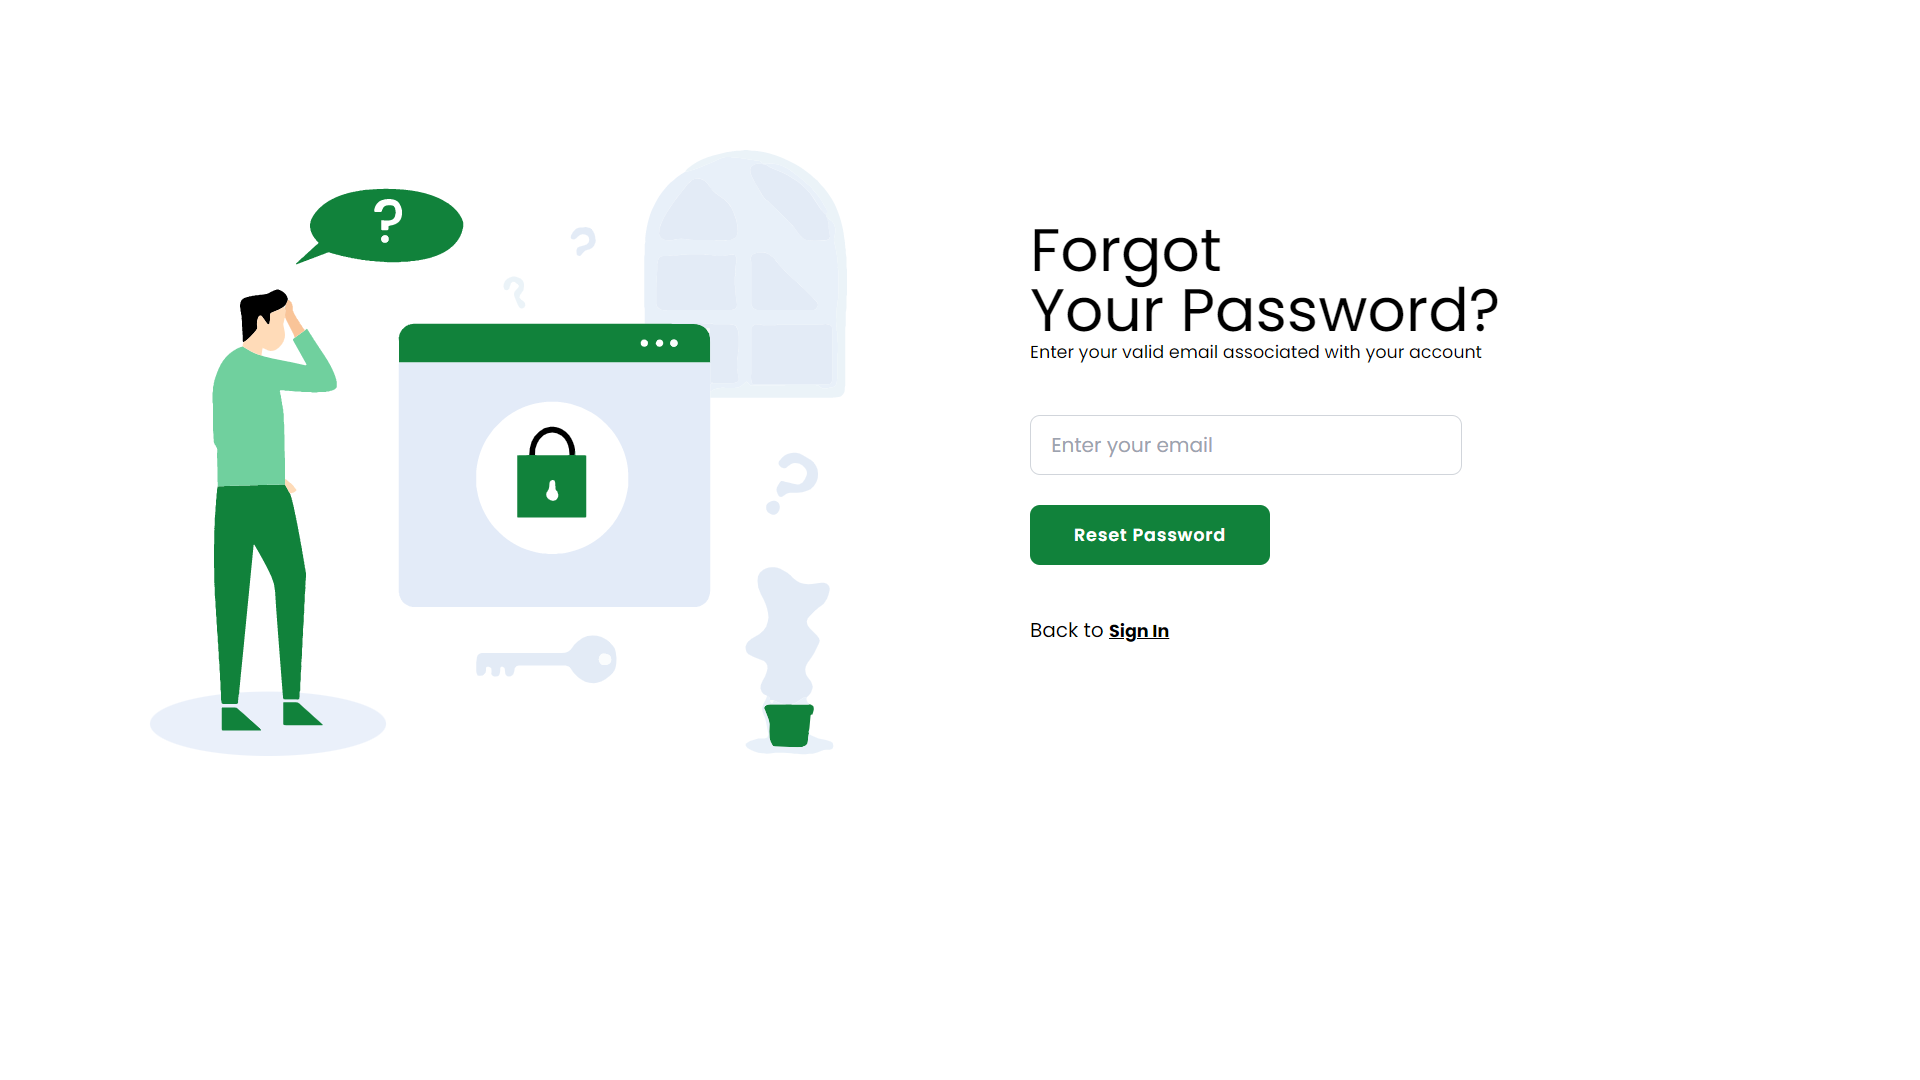 ?
Forgot
Your Password?
Enter your valid email associated with your account
Enter your email
Reset Password
Back to Sign In